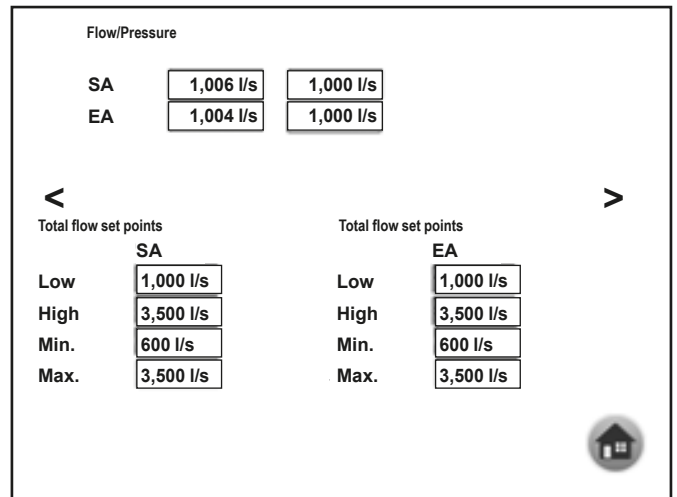 Flow/Pressure
SA 1,006 l/s 1,000 l/s
EA 1,004 l/s 1,000 l/s
< >
Total flow set points Total flow set points
SA EA
Low 1,000 l/s Low 1,000 l/s
High 3,500 l/s High 3,500 l/s
Min. 600 l/s Min. 600 l/s
Max. 3,500 l/s Max. 3,500 l/s